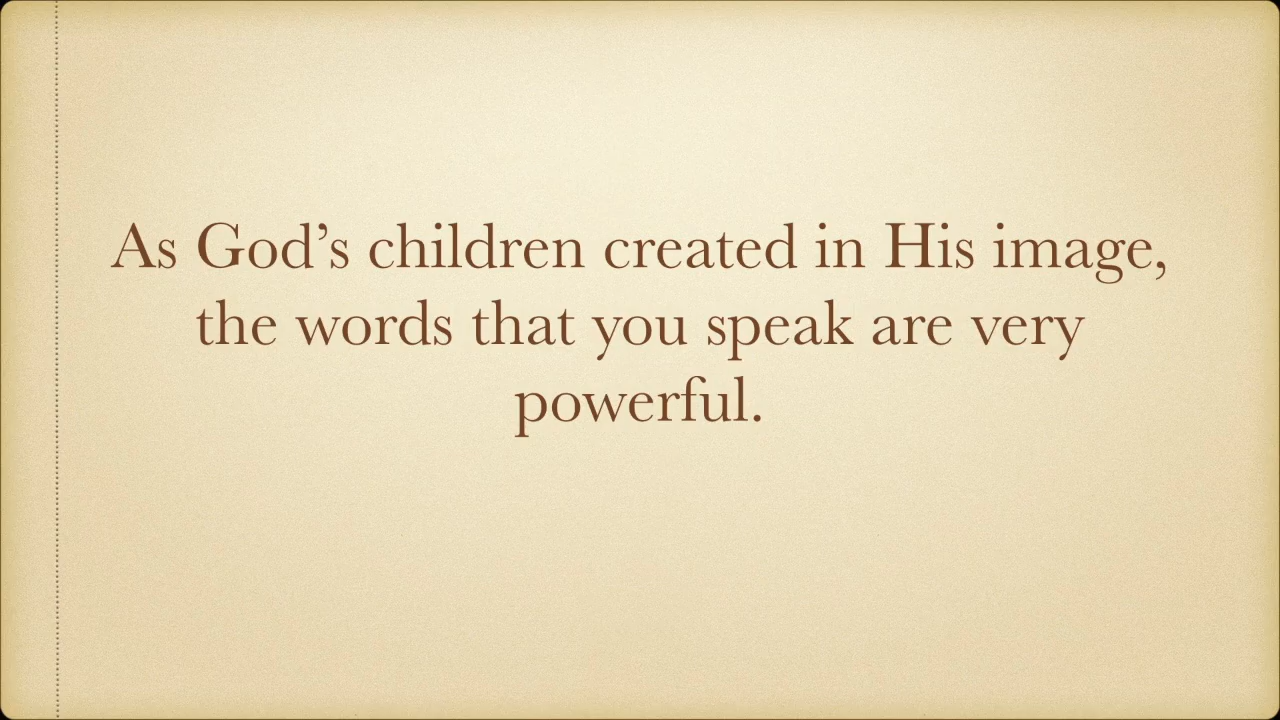 As God’s children created in His image,
the words that you speak are very
powerful.